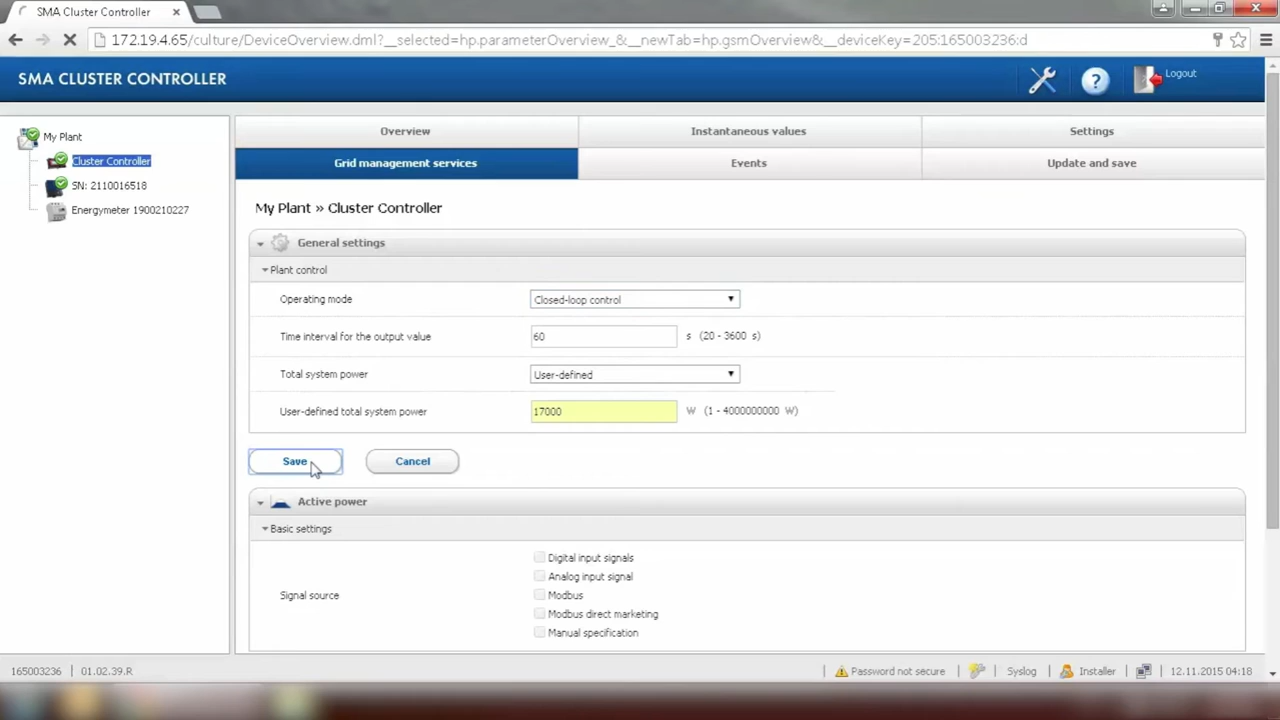 SMA Cluster Controller
172.19.4.65/culture/DeviceOverview.dml?__selected=hp.parameterOverview_&__newTab=hp.gsmOverview&__deviceKey=205:165003236:d
SMA CLUSTER CONTROLLER
Logout
My Plant
Cluster Controller
SN: 2110016518
Energymeter 1900210227
Overview Instantaneous values Settings
Grid management services Events Update and save
My Plant » Cluster Controller
General settings
Plant control
Operating mode Closed-loop control
Time interval for the output value 60 s (20 - 3600 s)
Total system power User-defined
User-defined total system power 17000 W (1 - 4000000000 W)
Save Cancel
Active power
Basic settings
Signal source
Digital input signals
Analog input signal
Modbus
Modbus direct marketing
Manual specification
165003236 | 01.02.39.R Password not secure Syslog Installer 12.11.2015 04:18